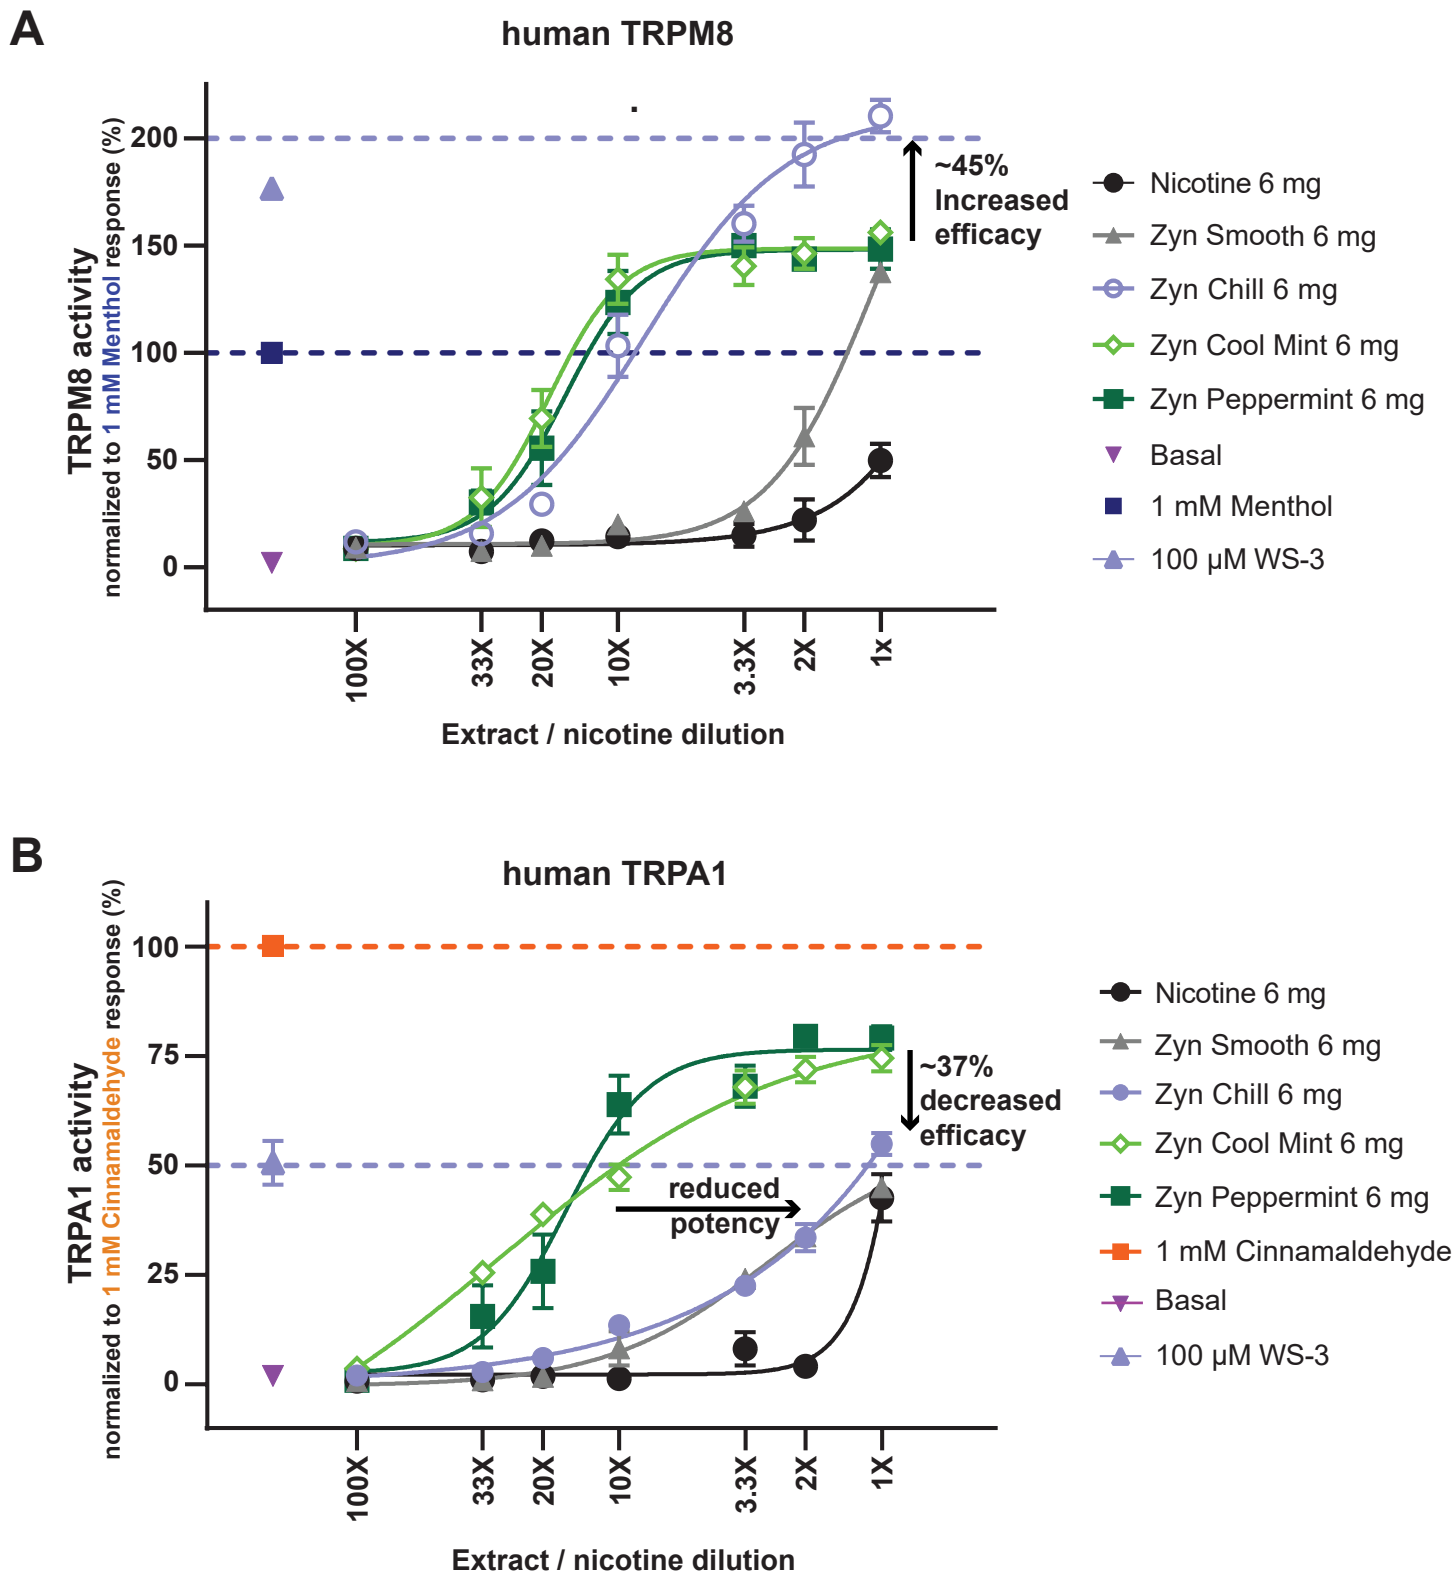 A
human TRPM8
TRPM8 activity
normalized to 1 mM Menthol response (%)
200
150
100
50
0
~45%
Increased
efficacy
100X
33X
20X
10X
3.3X
2X
1x
Extract / nicotine dilution
Nicotine 6 mg
Zyn Smooth 6 mg
Zyn Chill 6 mg
Zyn Cool Mint 6 mg
Zyn Peppermint 6 mg
Basal
1 mM Menthol
100 µM WS-3
B
human TRPA1
TRPA1 activity
normalized to 1 mM Cinnamaldehyde response (%)
100
75
50
25
0
~37%
decreased
efficacy
reduced
potency
100X
33X
20X
10X
3.3X
2X
1X
Extract / nicotine dilution
Nicotine 6 mg
Zyn Smooth 6 mg
Zyn Chill 6 mg
Zyn Cool Mint 6 mg
Zyn Peppermint 6 mg
1 mM Cinnamaldehyde
Basal
100 µM WS-3